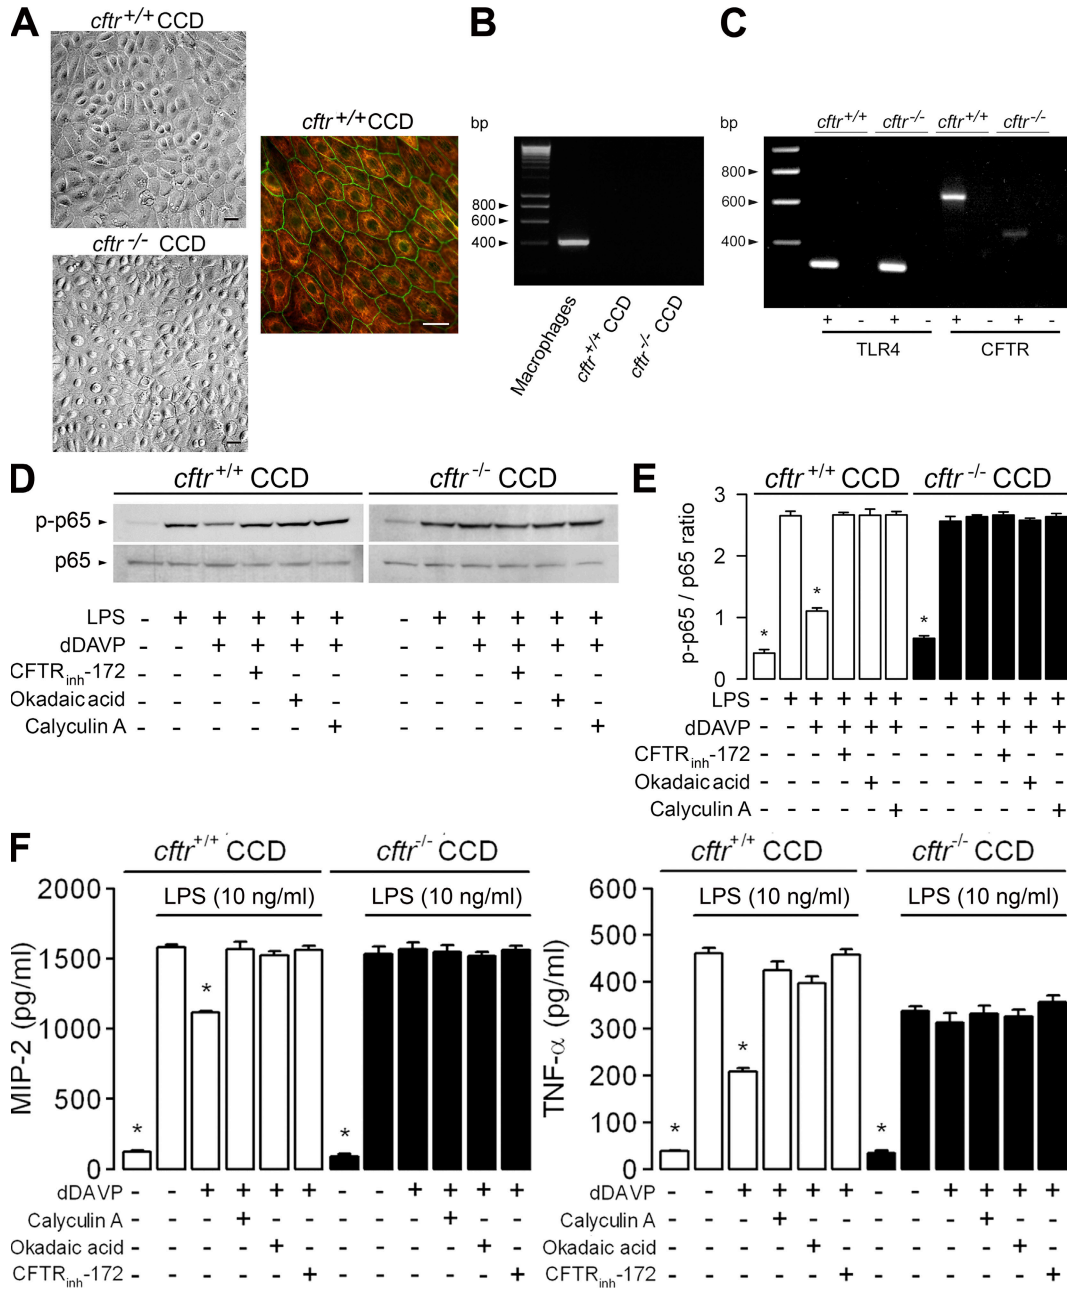 A
cftr +/+ CCD
cftr -/- CCD
cftr +/+ CCD
B
bp
800
600
400
Macrophages
cftr +/+ CCD
cftr -/- CCD
C
bp
cftr+/+ cftr-/- cftr+/+ cftr-/-
800
600
400
+ - + - + - + -
TLR4 CFTR
D
cftr +/+ CCD cftr -/- CCD
p-p65
p65
LPS - + + + + + - + + + + +
dDAVP - - + + + + - - + + + +
CFTRinh-172 - - - + - - - - - + - -
Okadaic acid - - - - + - - - - - + -
Calyculin A - - - - - + - - - - - +
E
cftr +/+ CCD cftr -/- CCD
p-p65 / p65 ratio
3
2
1
0
* * *
LPS - + + + + + - + + + + +
dDAVP - - + + + + - - + + + +
CFTRinh-172 - - - + - - - - - + - -
Okadaic acid - - - - + - - - - - + -
Calyculin A - - - - - + - - - - - +
F
cftr+/+ CCD cftr-/- CCD
LPS (10 ng/ml) LPS (10 ng/ml)
MIP-2 (pg/ml)
2000
1500
1000
500
0
* * *
dDAVP - - + + + + - - + + + +
Calyculin A - - - + - - - - - + - -
Okadaic acid - - - - + - - - - - + -
CFTRinh-172 - - - - - + - - - - - +
cftr+/+ CCD cftr-/- CCD
LPS (10 ng/ml) LPS (10 ng/ml)
TNF-α (pg/ml)
600
500
400
300
200
100
0
* * *
dDAVP - - + + + + - - + + + +
Calyculin A - - - + - - - - - + - -
Okadaic acid - - - - + - - - - - + -
CFTRinh-172 - - - - - + - - - - - +